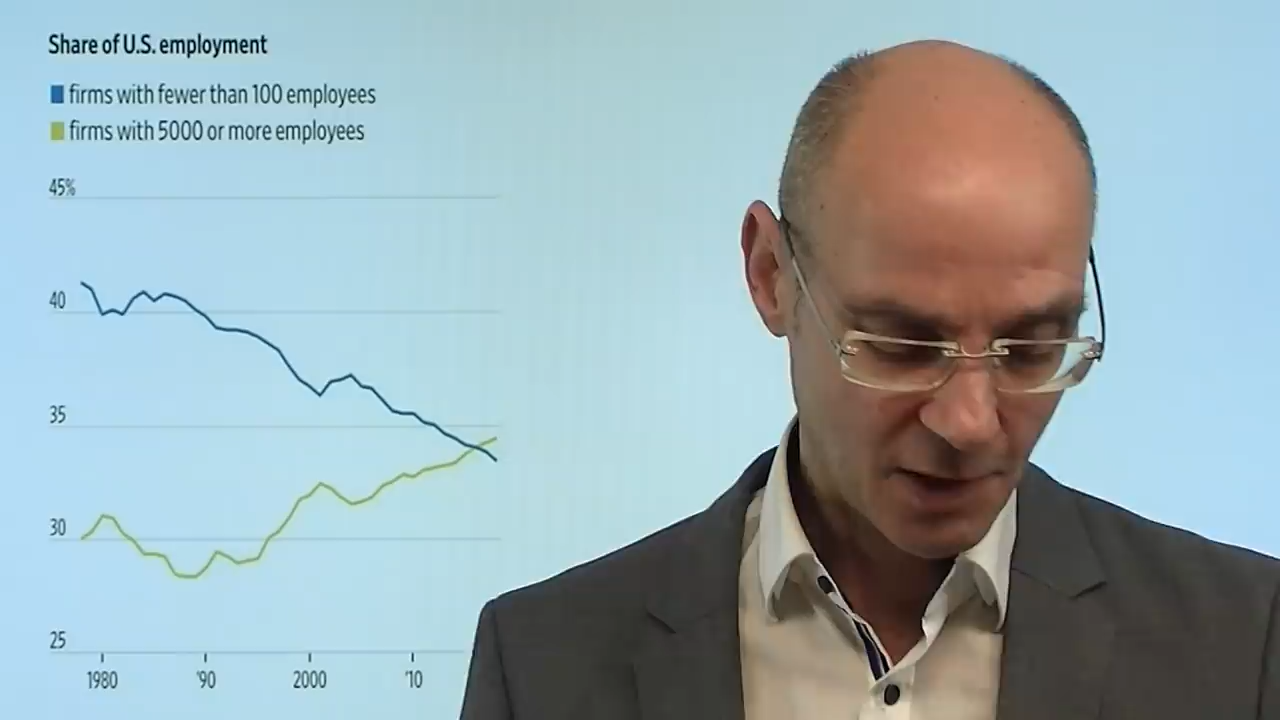 Share of U.S. employment
firms with fewer than 100 employees
firms with 5000 or more employees
45%
40
35
30
25
1980 '90 2000 '10